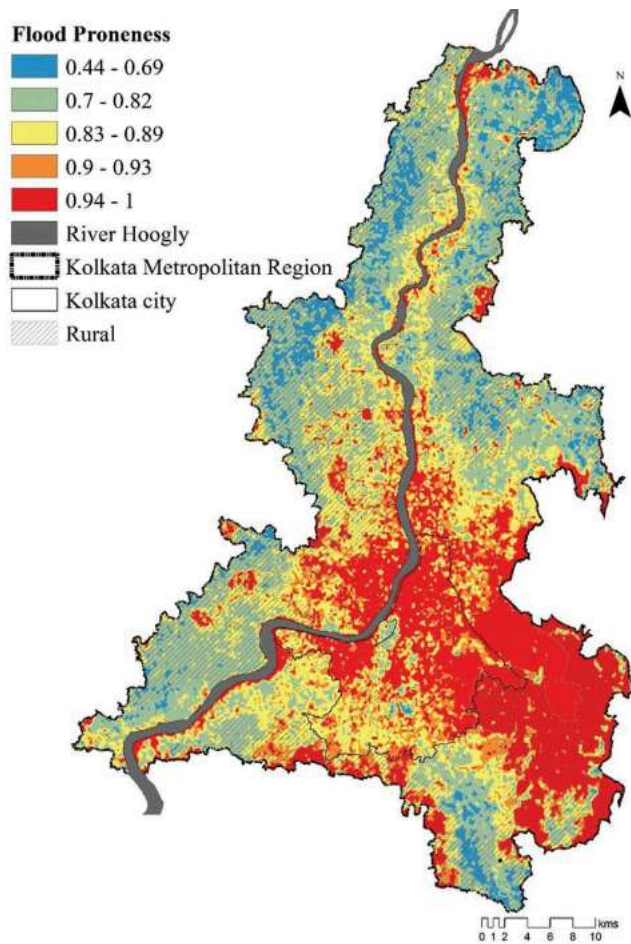 Flood Proneness
0.44 - 0.69
0.7 - 0.82
0.83 - 0.89
0.9 - 0.93
0.94 - 1
River Hoogly
Kolkata Metropolitan Region
Kolkata city
Rural
N
kms
0 1 2 4 6 8 10